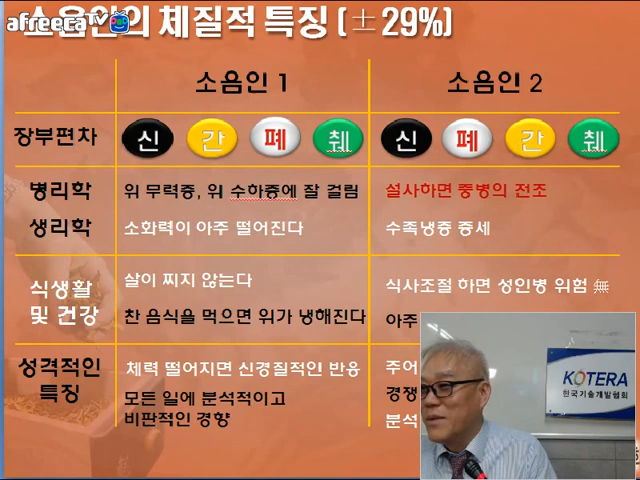 afreecaTV
소음인의 체질적 특징 (± 29%)
소음인 1 소음인 2
장부편차 신 간 폐 췌 신 폐 간 췌
병리학 위 무력증, 위 수하증에 잘 걸림 설사하면 중병의 전조
생리학 소화력이 아주 떨어진다 수족냉증 증세
식생활 및 건강
살이 찌지 않는다 식사조절 하면 성인병 위험 無
찬 음식을 먹으면 위가 냉해진다 아주
성격적인 특징
체력 떨어지면 신경질적인 반응 주어
모든 일에 분석적이고 경쟁
비판적인 경향 분석
KOTERA
한국기술개발협회